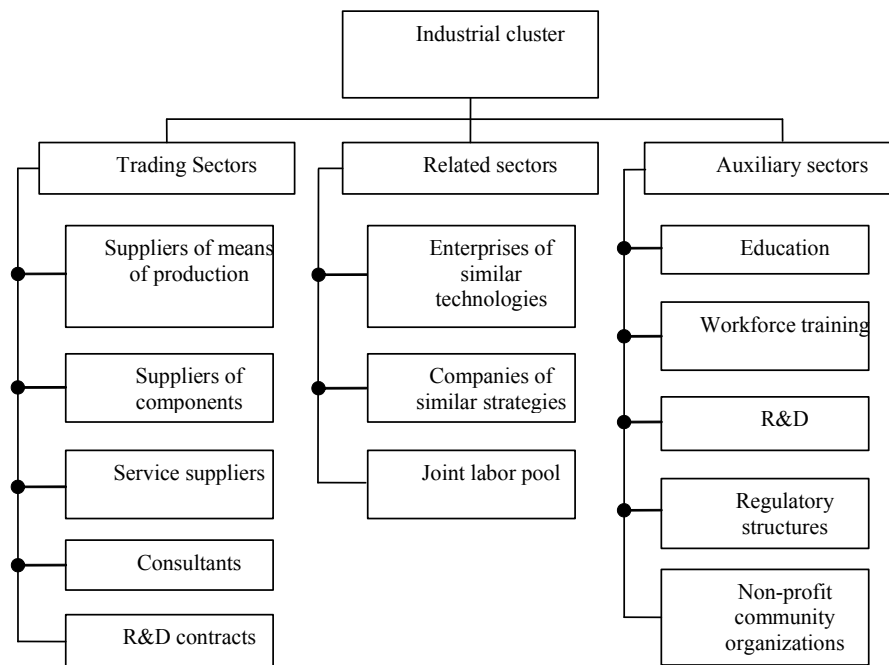 Industrial cluster
Trading Sectors
Related sectors
Auxiliary sectors
Suppliers of means
of production
Suppliers of
components
Service suppliers
Consultants
R&D contracts
Enterprises of
similar
technologies
Companies of
similar strategies
Joint labor pool
Education
Workforce training
R&D
Regulatory
structures
Non-profit
community
organizations